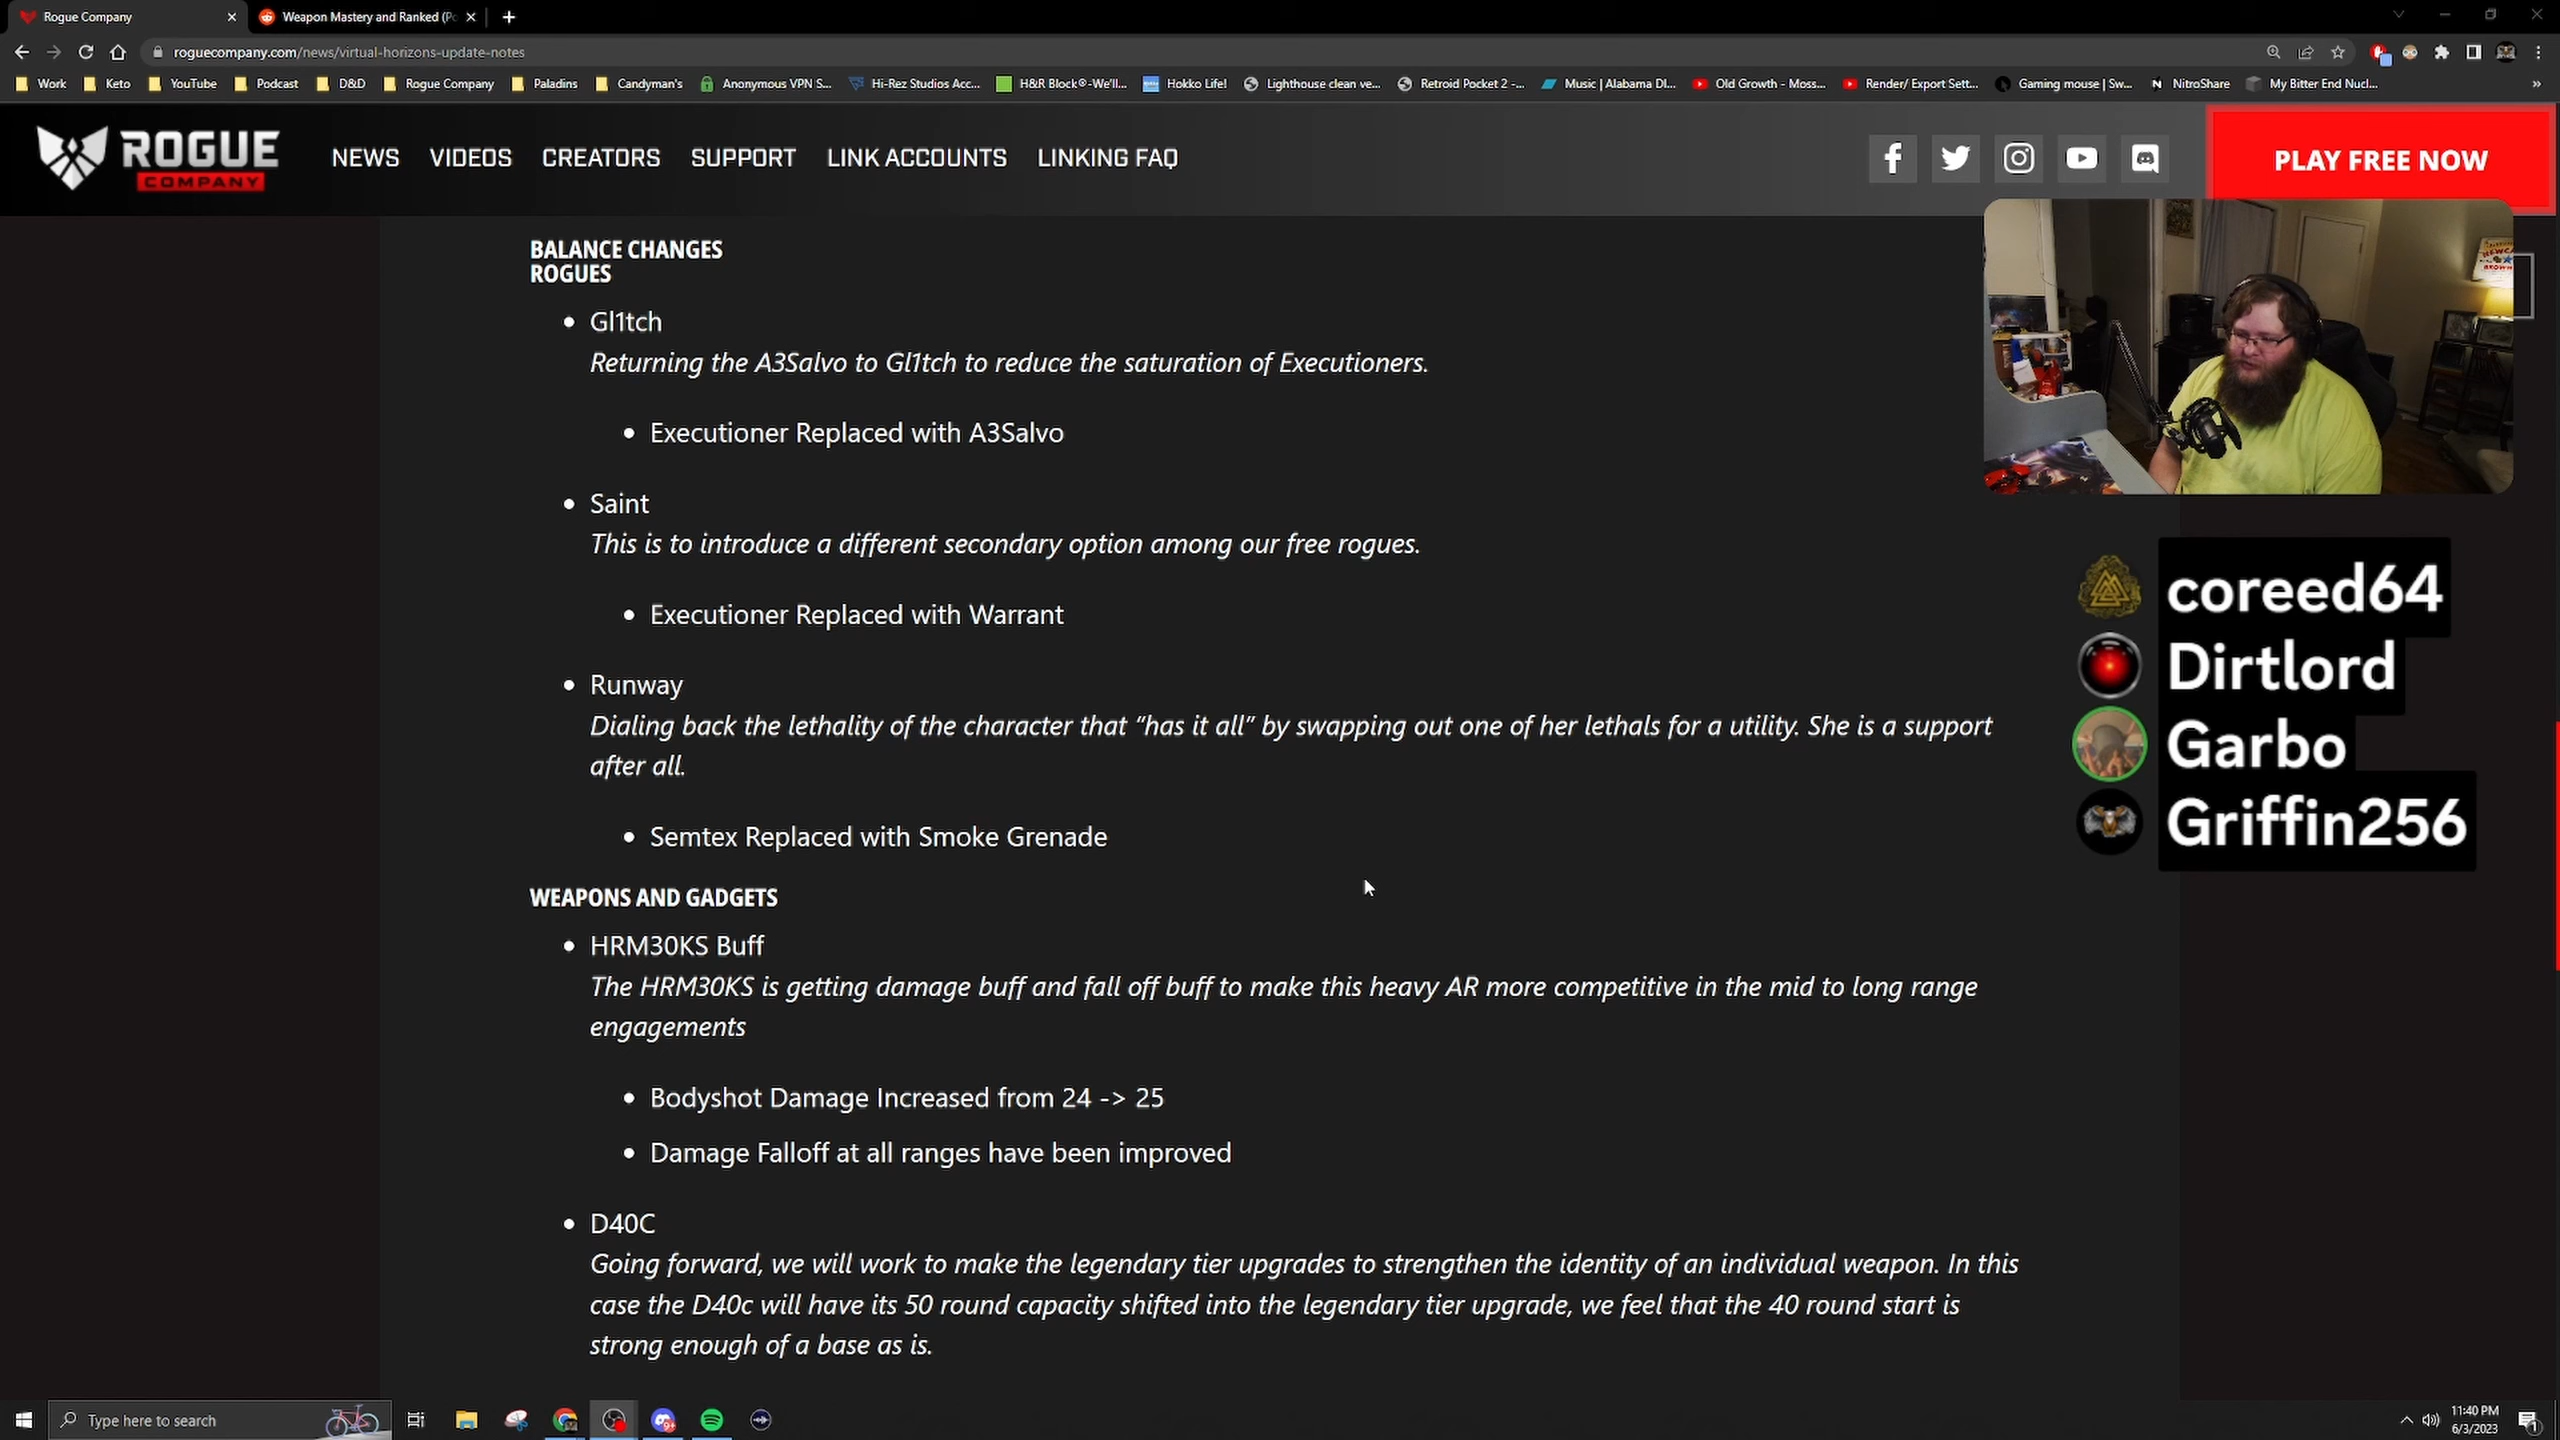 Rogue Company
Weapon Mastery and Ranked (Po
roguecompany.com/news/virtual-horizons-update-notes
Work
Keto
YouTube
Podcast
D&D
Rogue Company
Paladins
Candyman's
Anonymous VPN S...
Hi-Rez Studios Acc...
H&R Block®-We'll...
Hokko Life!
Lighthouse clean ve...
Retroid Pocket 2 -...
Music | Alabama DI...
Old Growth - Moss...
Render/ Export Sett...
Gaming mouse | Sw...
NitroShare
My Bitter End Nucl...
ROGUE
COMPANY
NEWS
VIDEOS
CREATORS
SUPPORT
LINK ACCOUNTS
LINKING FAQ
PLAY FREE NOW
BALANCE CHANGES
ROGUES
Gl1tch
Returning the A3Salvo to Gl1tch to reduce the saturation of Executioners.
Executioner Replaced with A3Salvo
Saint
This is to introduce a different secondary option among our free rogues.
Executioner Replaced with Warrant
Runway
Dialing back the lethality of the character that “has it all” by swapping out one of her lethals for a utility. She is a support
after all.
Semtex Replaced with Smoke Grenade
WEAPONS AND GADGETS
HRM30KS Buff
The HRM30KS is getting damage buff and fall off buff to make this heavy AR more competitive in the mid to long range
engagements
Bodyshot Damage Increased from 24 -> 25
Damage Falloff at all ranges have been improved
D40C
Going forward, we will work to make the legendary tier upgrades to strengthen the identity of an individual weapon. In this
case the D40c will have its 50 round capacity shifted into the legendary tier upgrade, we feel that the 40 round start is
strong enough of a base as is.
coreed64
Dirtlord
Garbo
Griffin256
Type here to search
11:40 PM
6/3/2023